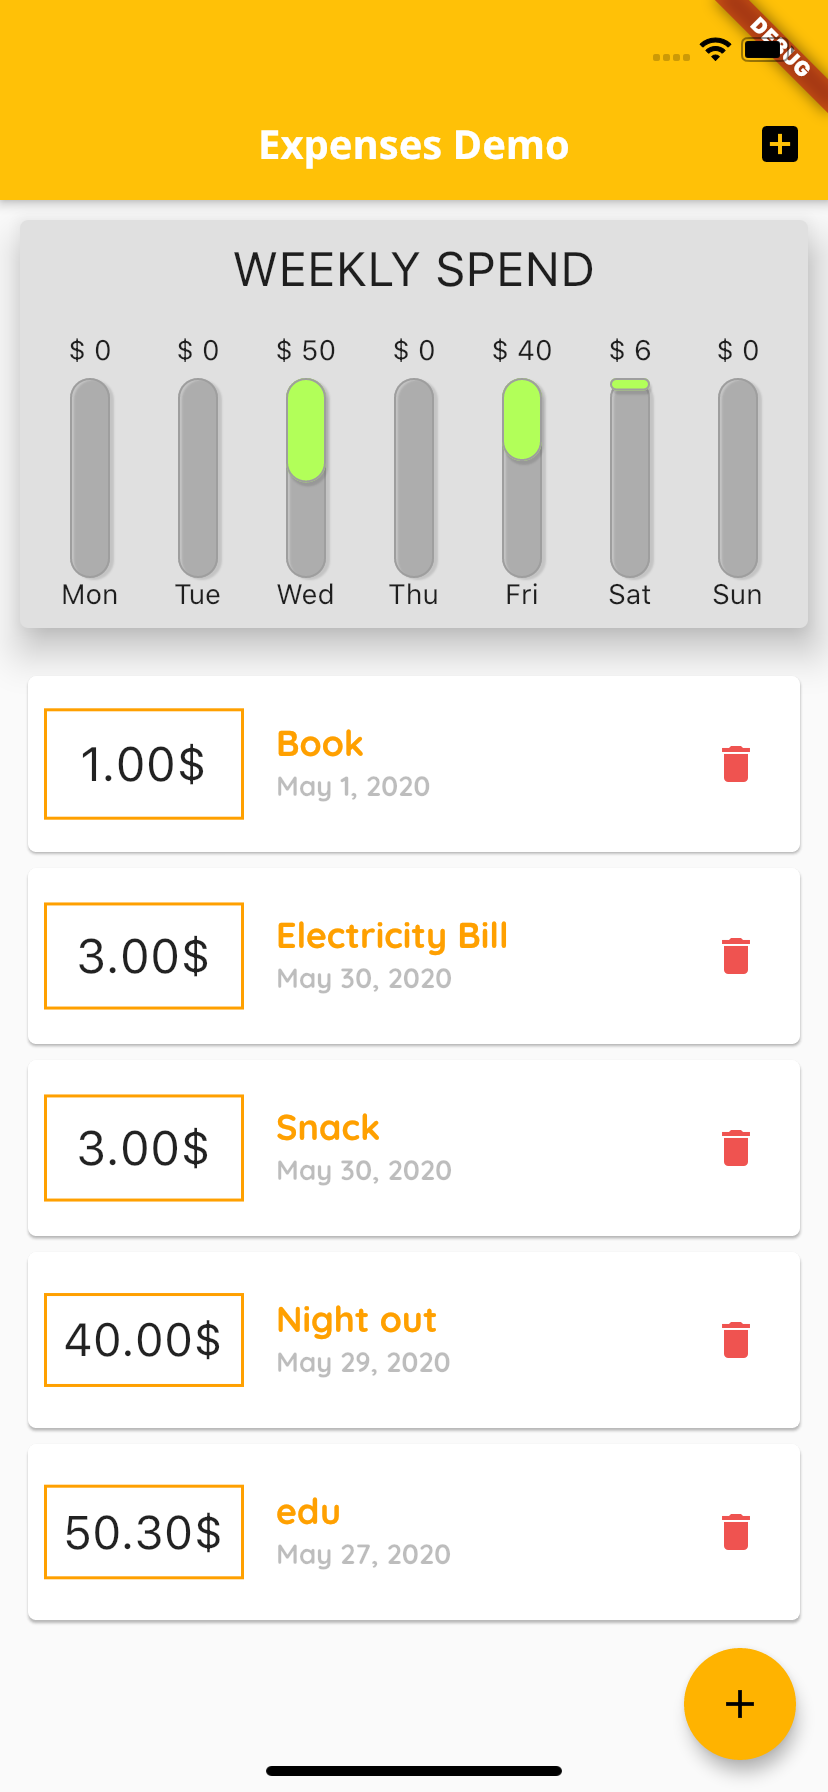 DEBUG
Expenses Demo
WEEKLY SPEND
$ 0 $ 0 $ 50 $ 0 $ 40 $ 6 $ 0
Mon Tue Wed Thu Fri Sat Sun
1.00$
Book
May 1, 2020
3.00$
Electricity Bill
May 30, 2020
3.00$
Snack
May 30, 2020
40.00$
Night out
May 29, 2020
50.30$
edu
May 27, 2020